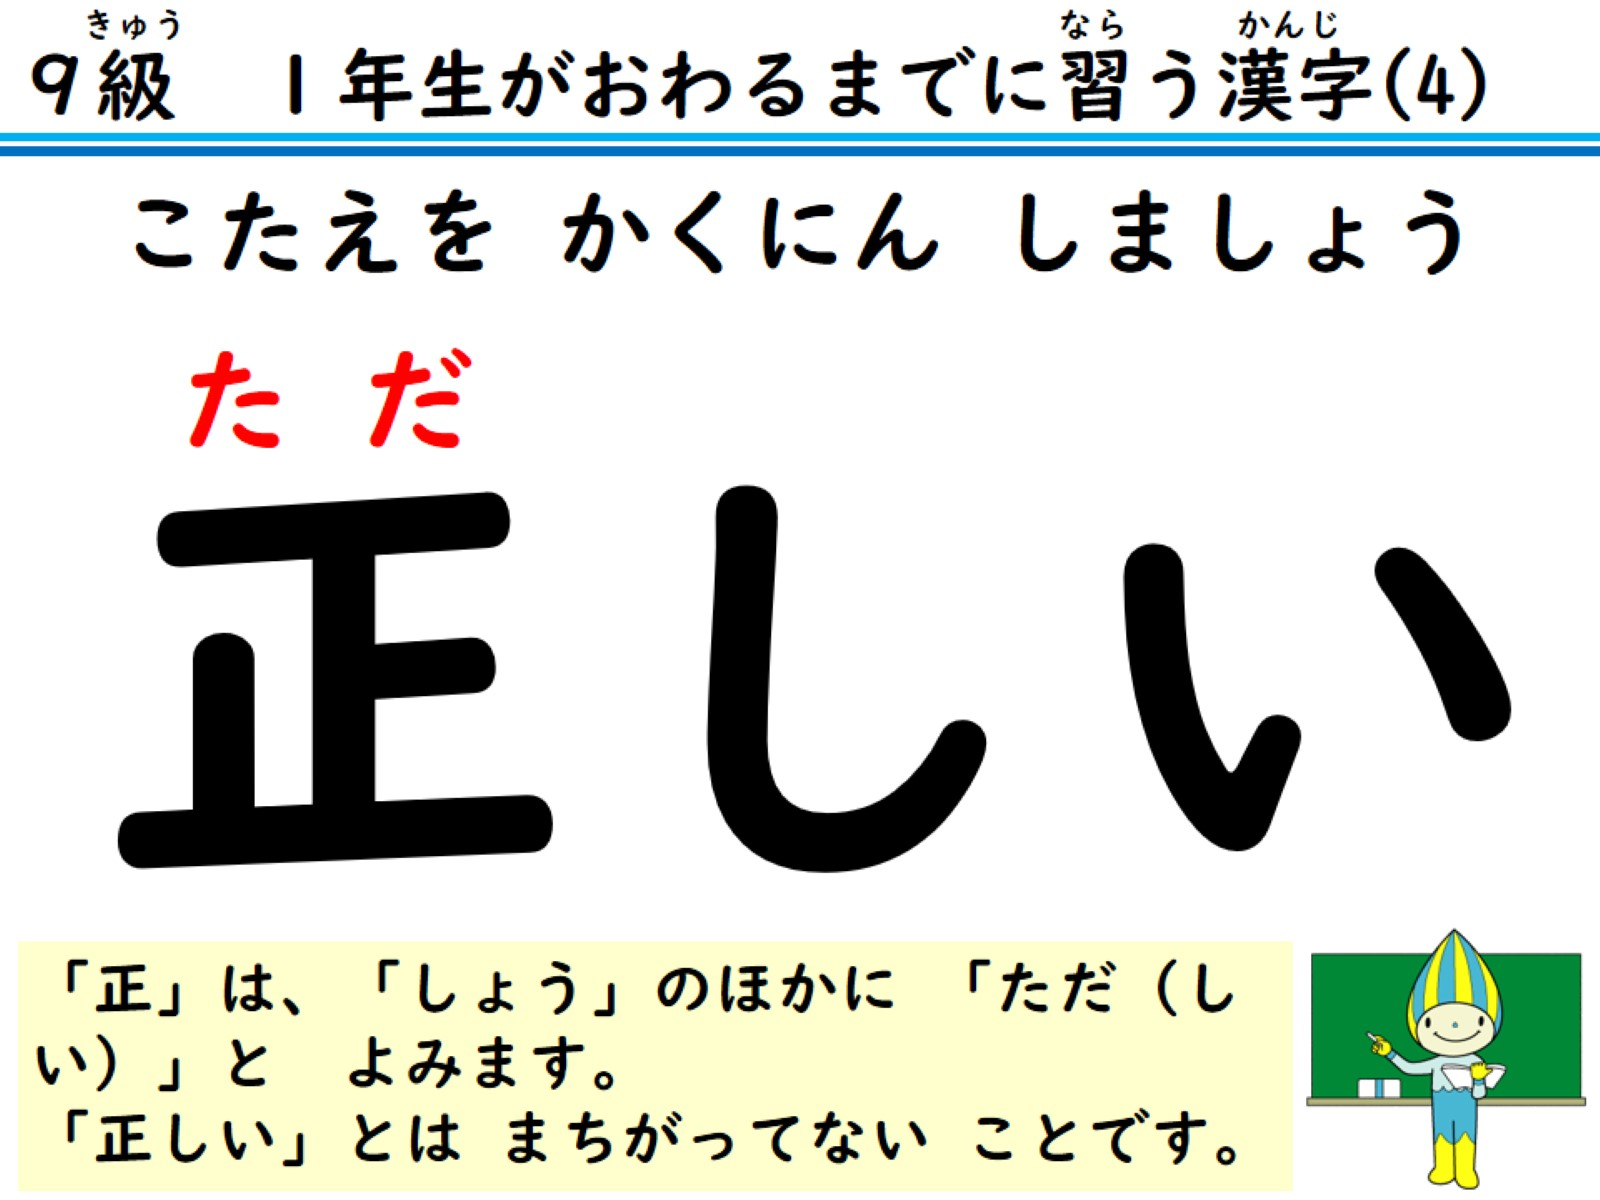 きゅう なら かんじ
9級 1年生がおわるまでに習う漢字(4)
こたえを かくにん しましょう
ただ
正しい
「正」は、「しょう」のほかに 「ただ（し
い）」と よみます。
「正しい」とは まちがってない ことです。